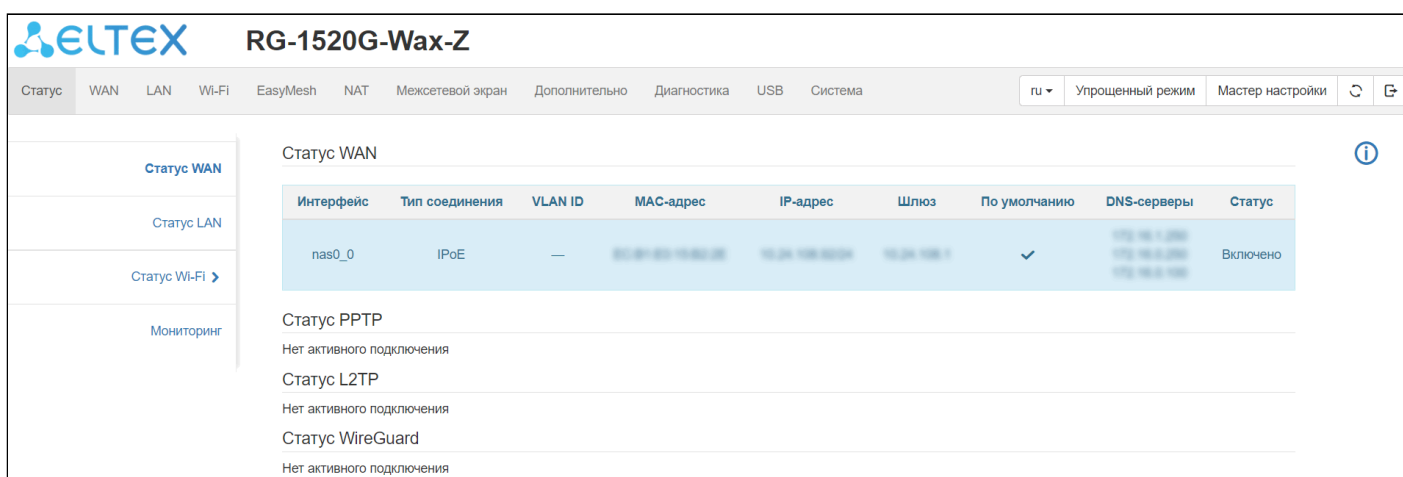 ELTEX RG-1520G-Wax-Z
Статус WAN LAN Wi-Fi EasyMesh NAT Межсетевой экран Дополнительно Диагностика USB Система ru Упрощенный режим Мастер настройки
Статус WAN
Статус LAN
Статус Wi-Fi
Мониторинг
Статус WAN
Интерфейс Тип соединения VLAN ID MAC-адрес IP-адрес Шлюз По умолчанию DNS-серверы Статус
nas0_0 IPoE — Включено
Статус PPTP
Нет активного подключения
Статус L2TP
Нет активного подключения
Статус WireGuard
Нет активного подключения